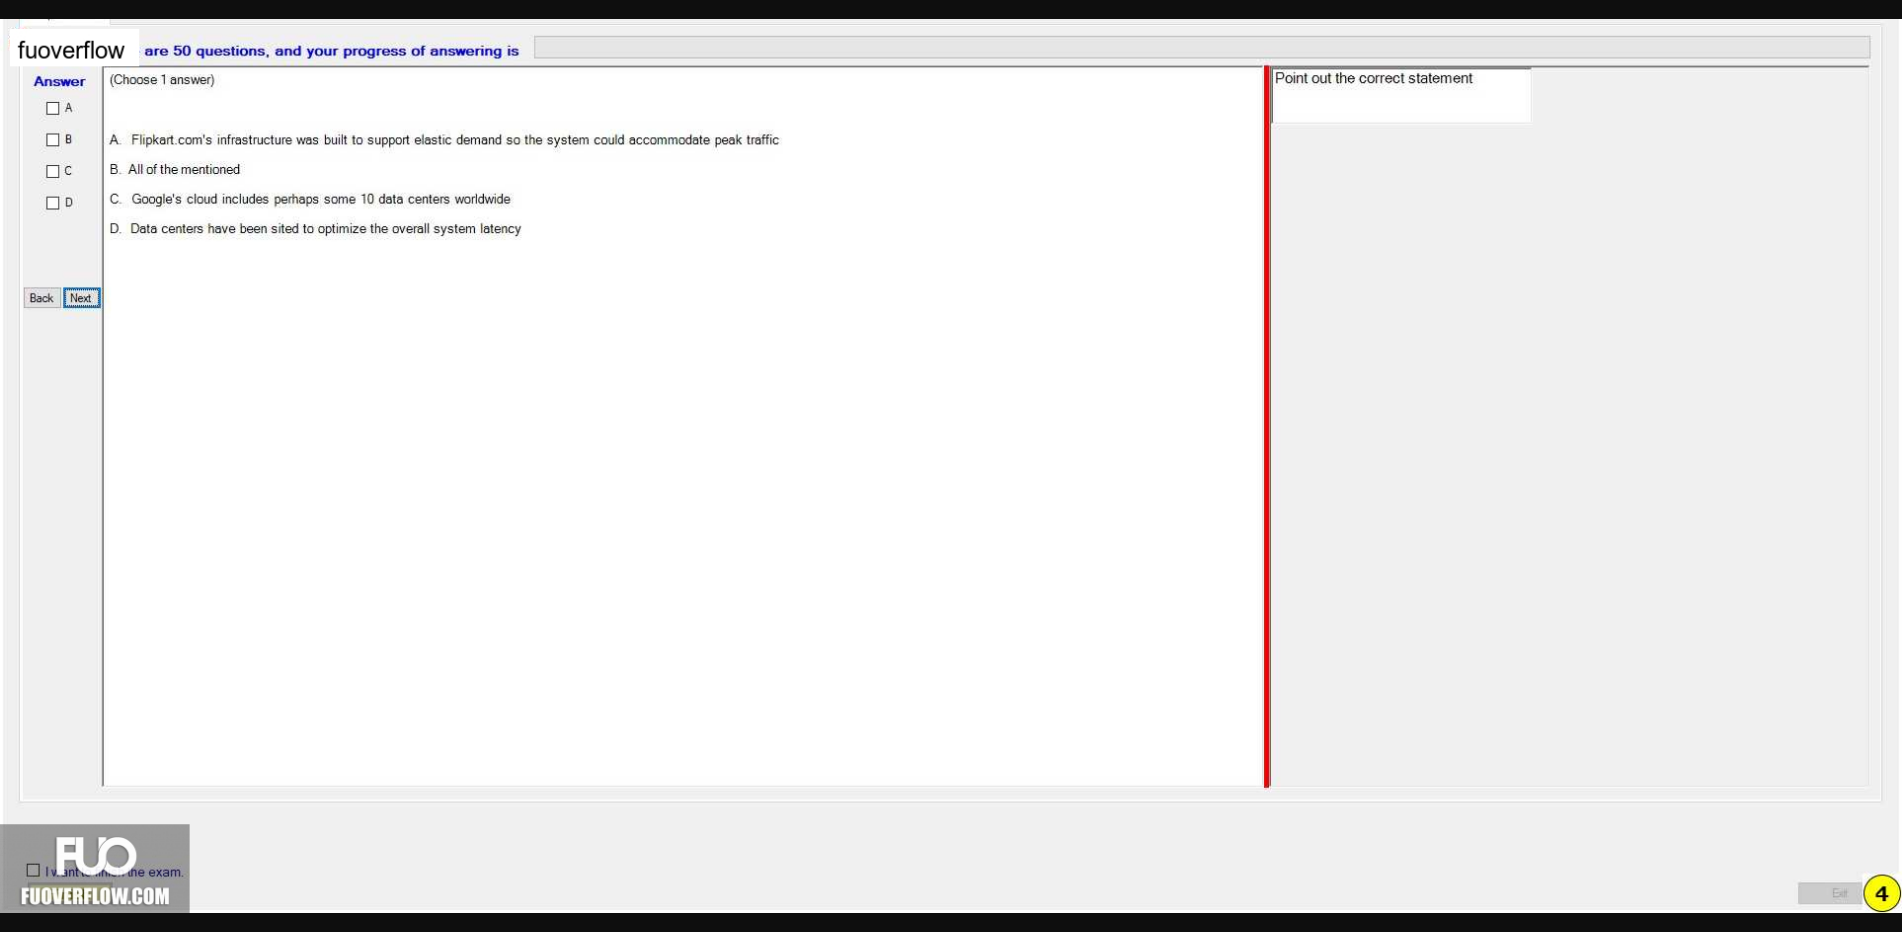 fuoverflow are 50 questions, and your progress of answering is
Answer
(Choose 1 answer)
Point out the correct statement
A
B
C
D
A. Flipkart.com's infrastructure was built to support elastic demand so the system could accommodate peak traffic
B. All of the mentioned
C. Google's cloud includes perhaps some 10 data centers worldwide
D. Data centers have been sited to optimize the overall system latency
Back Next
FUO
I want the exam.
FUOVERFLOW.COM
Exit
4